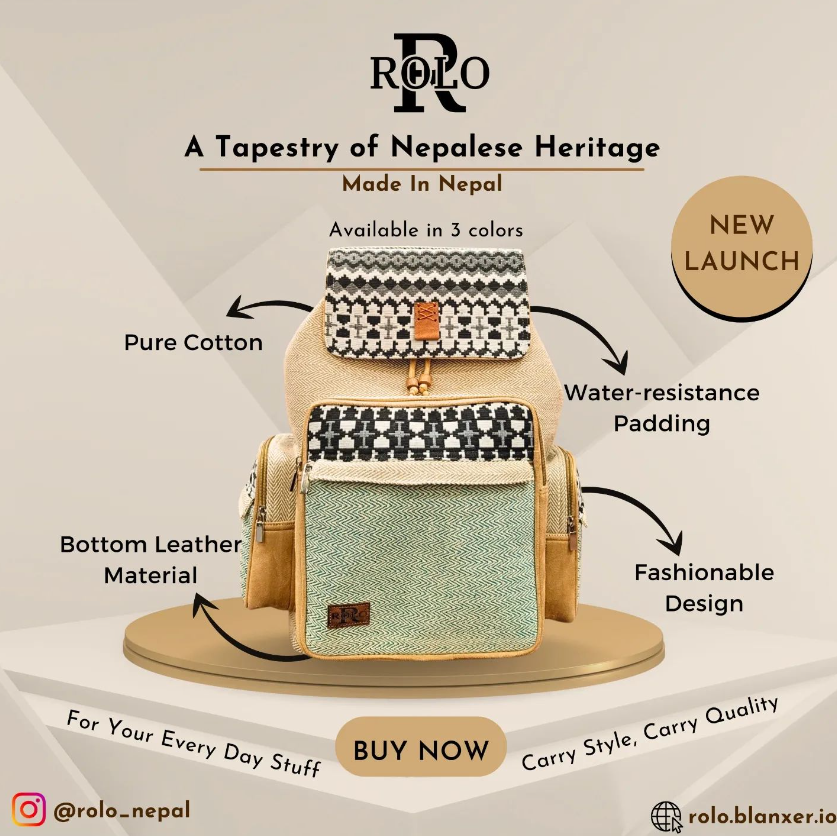 ROLO
R
A Tapestry of Nepalese Heritage
Made In Nepal
Available in 3 colors
NEW
LAUNCH
Pure Cotton
Water-resistance
Padding
Bottom Leather
Material
Fashionable
Design
ROLO
R
For Your Every Day Stuff
BUY NOW
Carry Style, Carry Quality
@rolo_nepal
rolo.blanxer.io